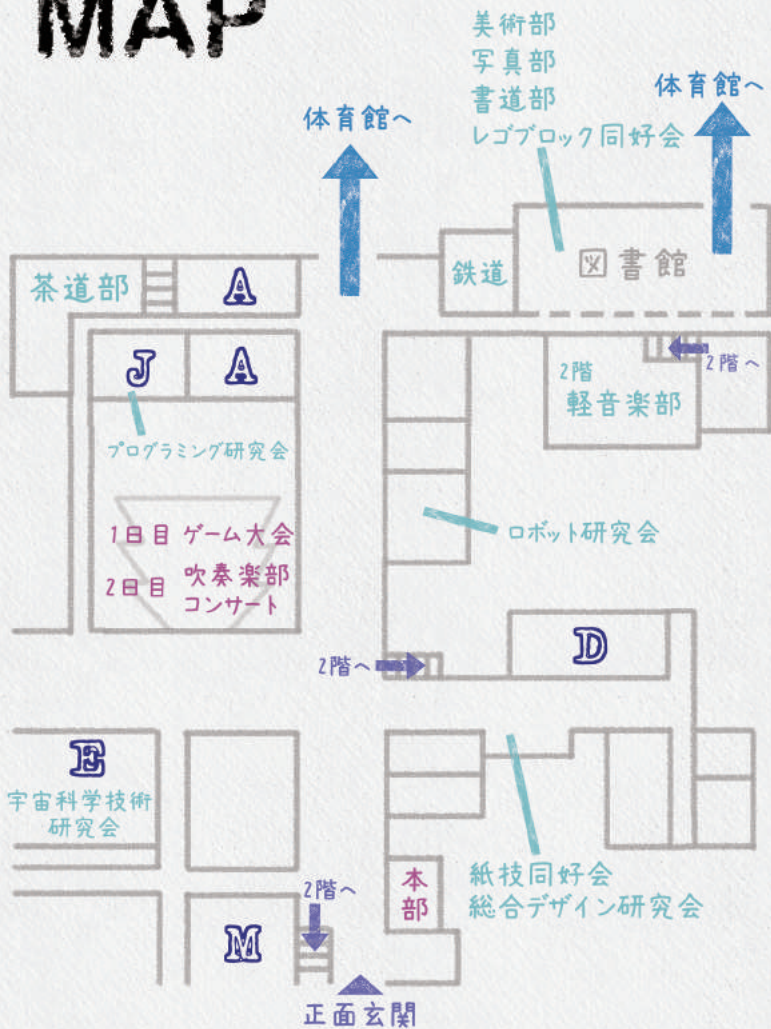 MAP
美術部
写真部
書道部
レゴブロック同好会
体育館へ
体育館へ
茶道部
A
鉄道
図書館
J
A
2階へ
2階
軽音楽部
プログラミング研究会
1日目 ゲーム大会
2日目 吹奏楽部
コンサート
ロボット研究会
D
2階へ
E
宇宙科学技術
研究会
本
部
紙技同好会
総合デザイン研究会
2階へ
M
正面玄関